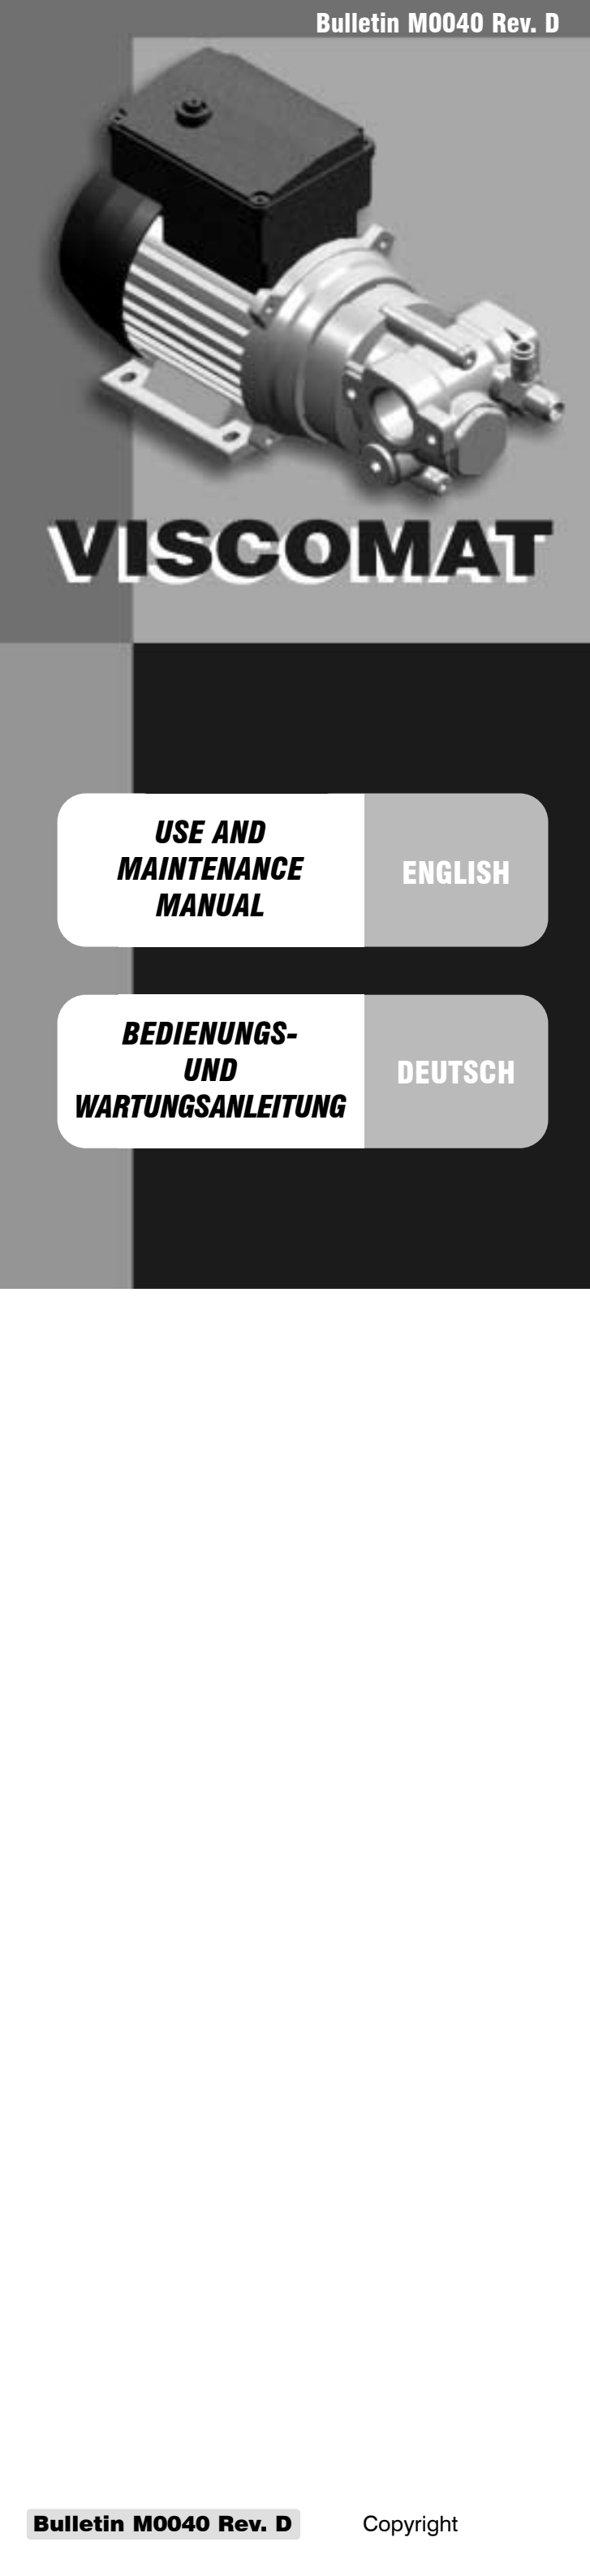 Bulletin M0040 Rev. D
VISCOMAT
USE AND
MAINTENANCE
MANUAL
ENGLISH
BEDIENUNGS-
UND
WARTUNGSANLEITUNG
DEUTSCH
Bulletin M0040 Rev. D
Copyright